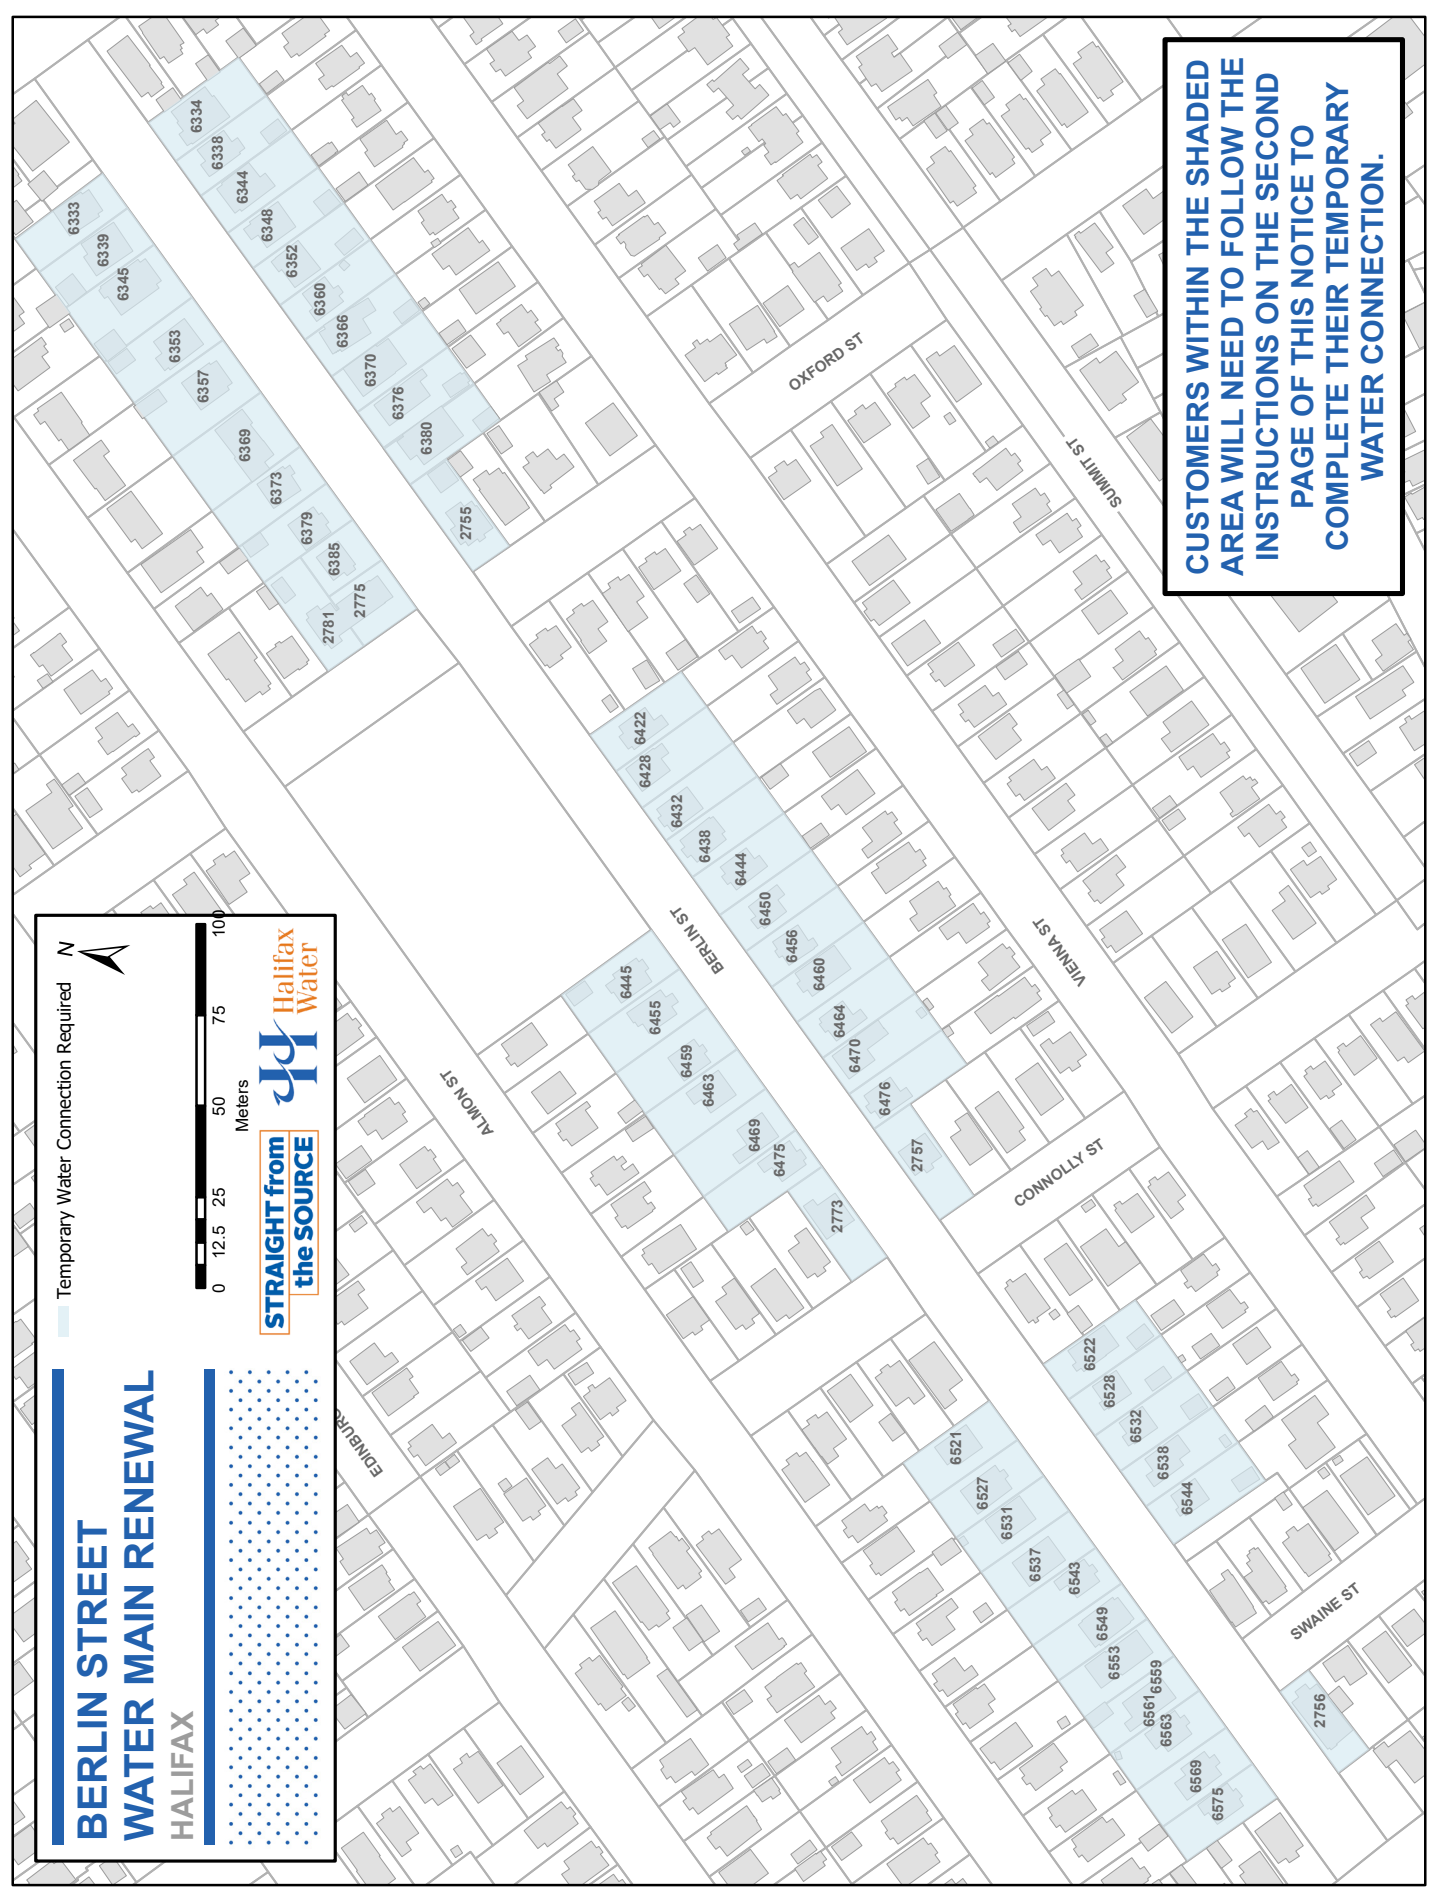 BERLIN STREET
WATER MAIN RENEWAL
HALIFAX
Temporary Water Connection Required
N
0 12.5 25 50 75 100
Meters
STRAIGHT from
the SOURCE
Halifax
Water
CUSTOMERS WITHIN THE SHADED
AREA WILL NEED TO FOLLOW THE
INSTRUCTIONS ON THE SECOND
PAGE OF THIS NOTICE TO
COMPLETE THEIR TEMPORARY
WATER CONNECTION.
EDINBURG
ALMON ST
BERLIN ST
VIENNA ST
SUMMIT ST
OXFORD ST
CONNOLLY ST
SWAINE ST
6333
6339
6345
6353
6357
6369
6373
6379
6385
2775
2781
6334
6338
6344
6348
6352
6360
6366
6370
6376
6380
2755
6422
6428
6432
6438
6444
6450
6456
6460
6464
6470
6476
2757
6445
6455
6459
6463
6469
6475
2773
6522
6528
6532
6538
6544
6521
6527
6531
6537
6543
6549
6553
6559
6561
6563
6569
6575
2756